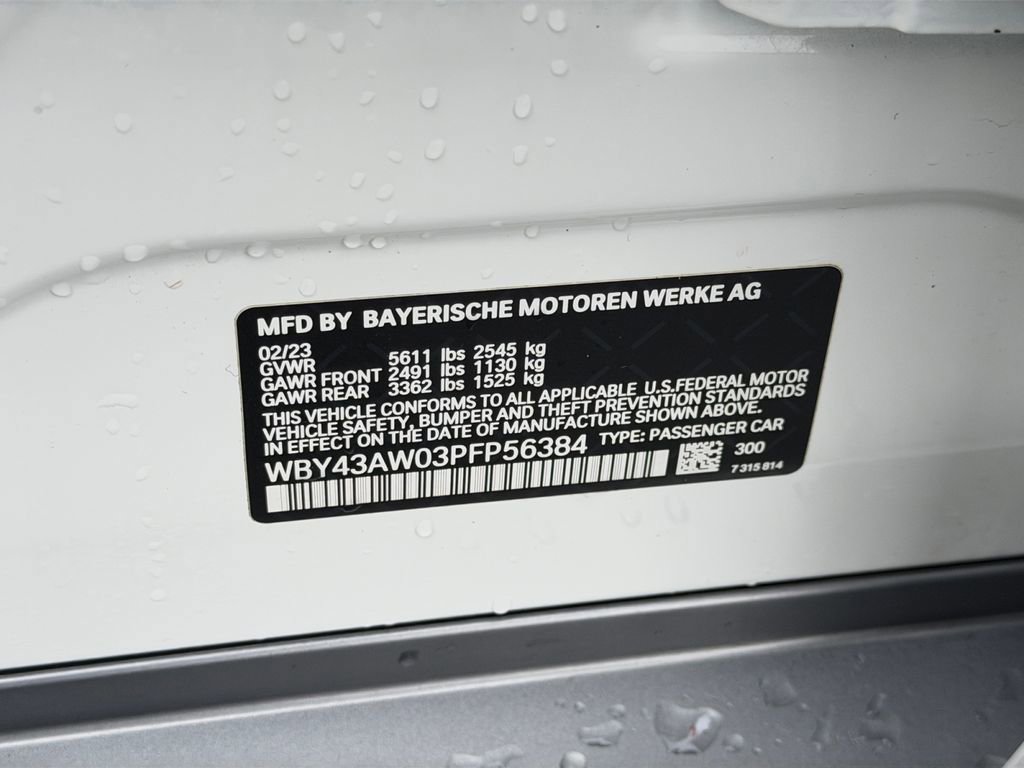 MFD BY BAYERISCHE MOTOREN WERKE AG
02/23
GVWR 5611 lbs 2545 kg
GAWR FRONT 2491 lbs 1130 kg
GAWR REAR 3362 lbs 1525 kg
THIS VEHICLE CONFORMS TO ALL APPLICABLE U.S.FEDERAL MOTOR
VEHICLE SAFETY, BUMPER AND THEFT PREVENTION STANDARDS
IN EFFECT ON THE DATE OF MANUFACTURE SHOWN ABOVE.
WBY43AW03PFP56384 TYPE: PASSENGER CAR
300
7 315 814